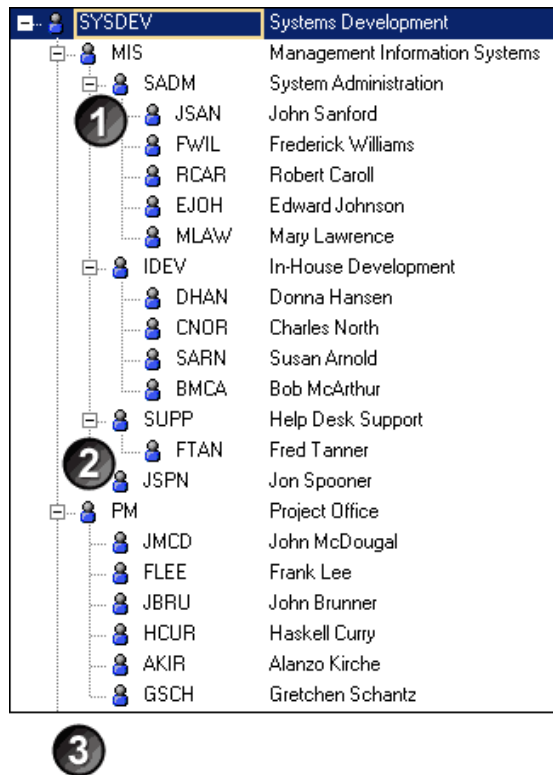 SYSDEV Systems Development
MIS Management Information Systems
SADM System Administration
1 JSAN John Sanford
FWIL Frederick Williams
RCAR Robert Caroll
EJOH Edward Johnson
MLAW Mary Lawrence
IDEV In-House Development
DHAN Donna Hansen
CNOR Charles North
SARN Susan Arnold
BMCA Bob McArthur
SUPP Help Desk Support
FTAN Fred Tanner
2 JSPN Jon Spooner
PM Project Office
JMCD John McDougal
FLEE Frank Lee
JBRU John Brunner
HCUR Haskell Curry
AKIR Alanzo Kirche
GSCH Gretchen Schantz
3